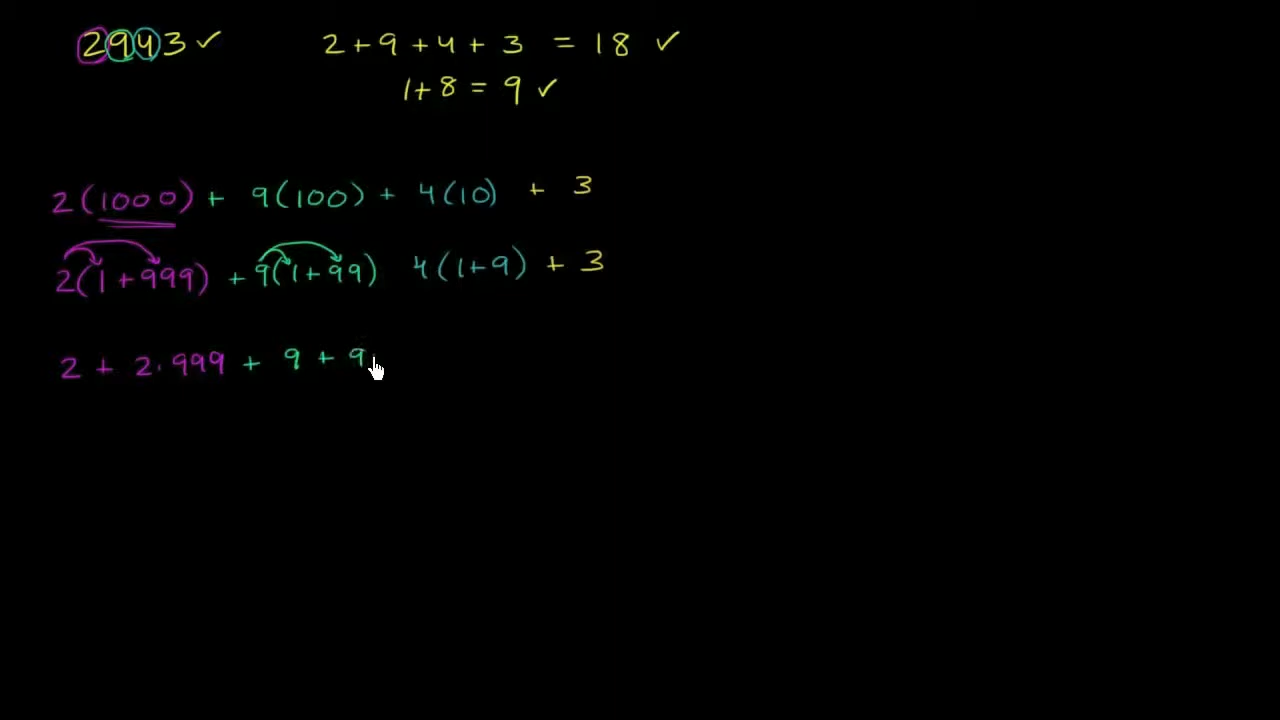 2943 ✓ 2 + 9 + 4 + 3 = 18 ✓
1 + 8 = 9 ✓
2(1000) + 9(100) + 4(10) + 3
2(1 + 999) + 9(1 + 99) 4(1 + 9) + 3
2 + 2·999 + 9 + 9